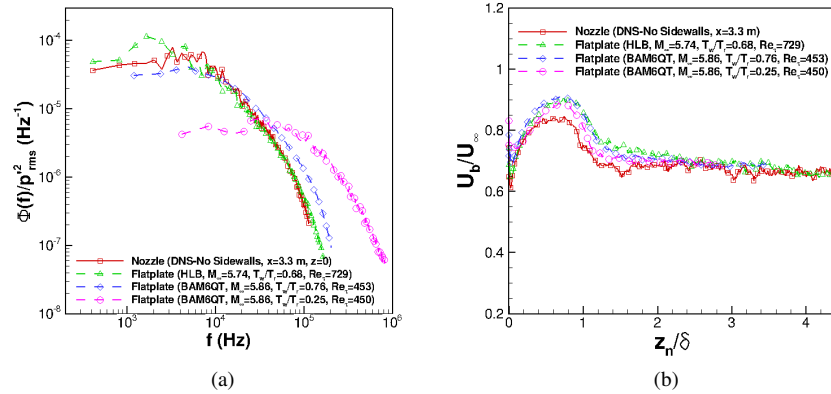 (a)
Φ(f)/p'²rms (Hz⁻¹)
10⁻⁴
10⁻⁵
10⁻⁶
10⁻⁷
10⁻⁸
Nozzle (DNS-No Sidewalls, x=3.3 m, z=0)
Flatplate (HLB, M∞=5.74, Tw/Tr=0.68, Reτ=729)
Flatplate (BAM6QT, M∞=5.86, Tw/Tr=0.76, Reτ=453)
Flatplate (BAM6QT, M∞=5.86, Tw/Tr=0.25, Reτ=450)
10³ 10⁴ 10⁵ 10⁶
f (Hz)
(a)
(b)
Ub/U∞
1.2
1
0.8
0.6
0.4
0.2
Nozzle (DNS-No Sidewalls, x=3.3 m)
Flatplate (HLB, M∞=5.74, Tw/Tr=0.68, Reτ=729)
Flatplate (BAM6QT, M∞=5.86, Tw/Tr=0.76, Reτ=453)
Flatplate (BAM6QT, M∞=5.86, Tw/Tr=0.25, Reτ=450)
0 1 2 3 4
zn/δ
(b)